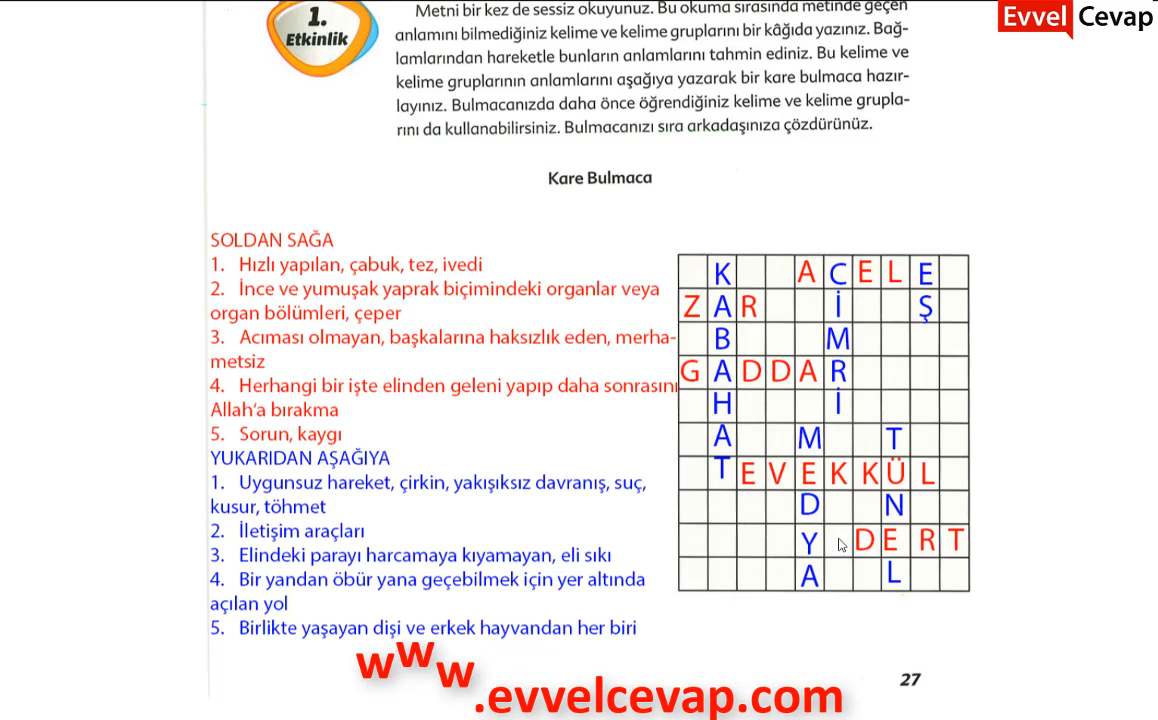 1.
Etkinlik
Metni bir kez de sessiz okuyunuz. Bu okuma sırasında metinde geçen
anlamını bilmediğiniz kelime ve kelime gruplarını bir kâğıda yazınız. Bağ-
lamlarından hareketle bunların anlamlarını tahmin ediniz. Bu kelime ve
kelime gruplarının anlamlarını aşağıya yazarak bir kare bulmaca hazır-
layınız. Bulmacanızda daha önce öğrendiğiniz kelime ve kelime grupla-
rını da kullanabilirsiniz. Bulmacanızı sıra arkadaşınıza çözdürünüz.
Evvel Cevap
Kare Bulmaca
SOLDAN SAĞA
1. Hızlı yapılan, çabuk, tez, ivedi
2. İnce ve yumuşak yaprak biçimindeki organlar veya
organ bölümleri, çeper
3. Acıması olmayan, başkalarına haksızlık eden, merha-
metsiz
4. Herhangi bir işte elinden geleni yapıp daha sonrasını
Allah'a bırakma
5. Sorun, kaygı
YUKARIDAN AŞAĞIYA
1. Uygunsuz hareket, çirkin, yakışıksız davranış, suç,
kusur, töhmet
2. İletişim araçları
3. Elindeki parayı harcamaya kıyamayan, eli sıkı
4. Bir yandan öbür yana geçebilmek için yer altında
açılan yol
5. Birlikte yaşayan dişi ve erkek hayvandan her biri
K A C E L E
Z A R İ Ş
B M
G A D D A R
H İ
A M T
T E V E K K Ü L
D N
Y D E R T
A L
27
www.evvelcevap.com